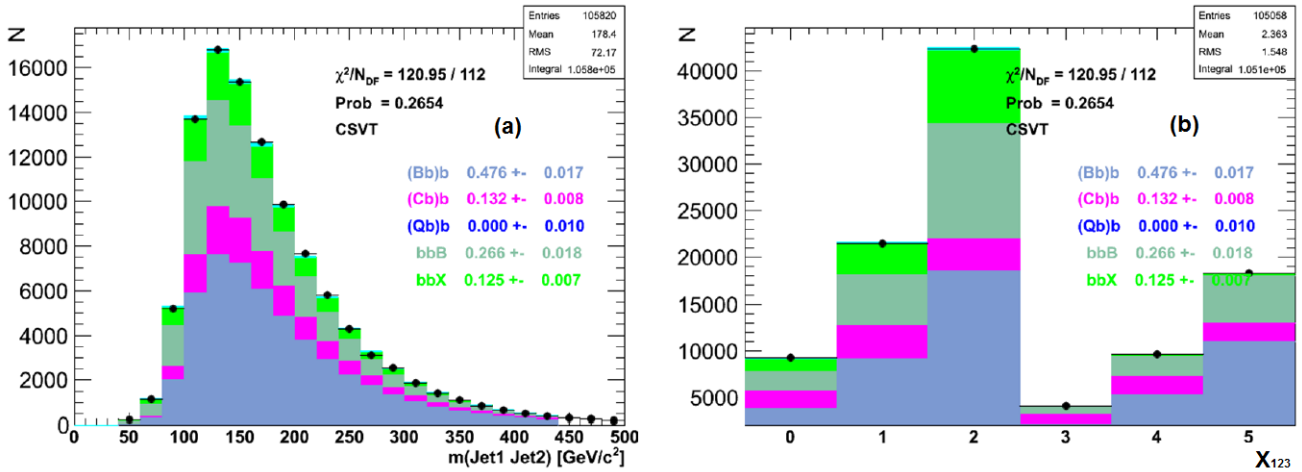 Entries 105820
Mean 178.4
RMS 72.17
Integral 1.058e+05
N
16000
14000
12000
10000
8000
6000
4000
2000
0
χ²/N_DF = 120.95 / 112
Prob = 0.2654
CSVT
(a)
(Bb)b 0.476 +- 0.017
(Cb)b 0.132 +- 0.008
(Qb)b 0.000 +- 0.010
bbB 0.266 +- 0.018
bbX 0.125 +- 0.007
0 50 100 150 200 250 300 350 400 450 500
m(Jet1 Jet2) [GeV/c²]
Entries 105058
Mean 2.363
RMS 1.548
Integral 1.051e+05
N
40000
35000
30000
25000
20000
15000
10000
5000
χ²/N_DF = 120.95 / 112
Prob = 0.2654
CSVT
(b)
(Bb)b 0.476 +- 0.017
(Cb)b 0.132 +- 0.008
(Qb)b 0.000 +- 0.010
bbB 0.266 +- 0.018
bbX 0.125 +- 0.007
0 1 2 3 4 5
X₁₂₃